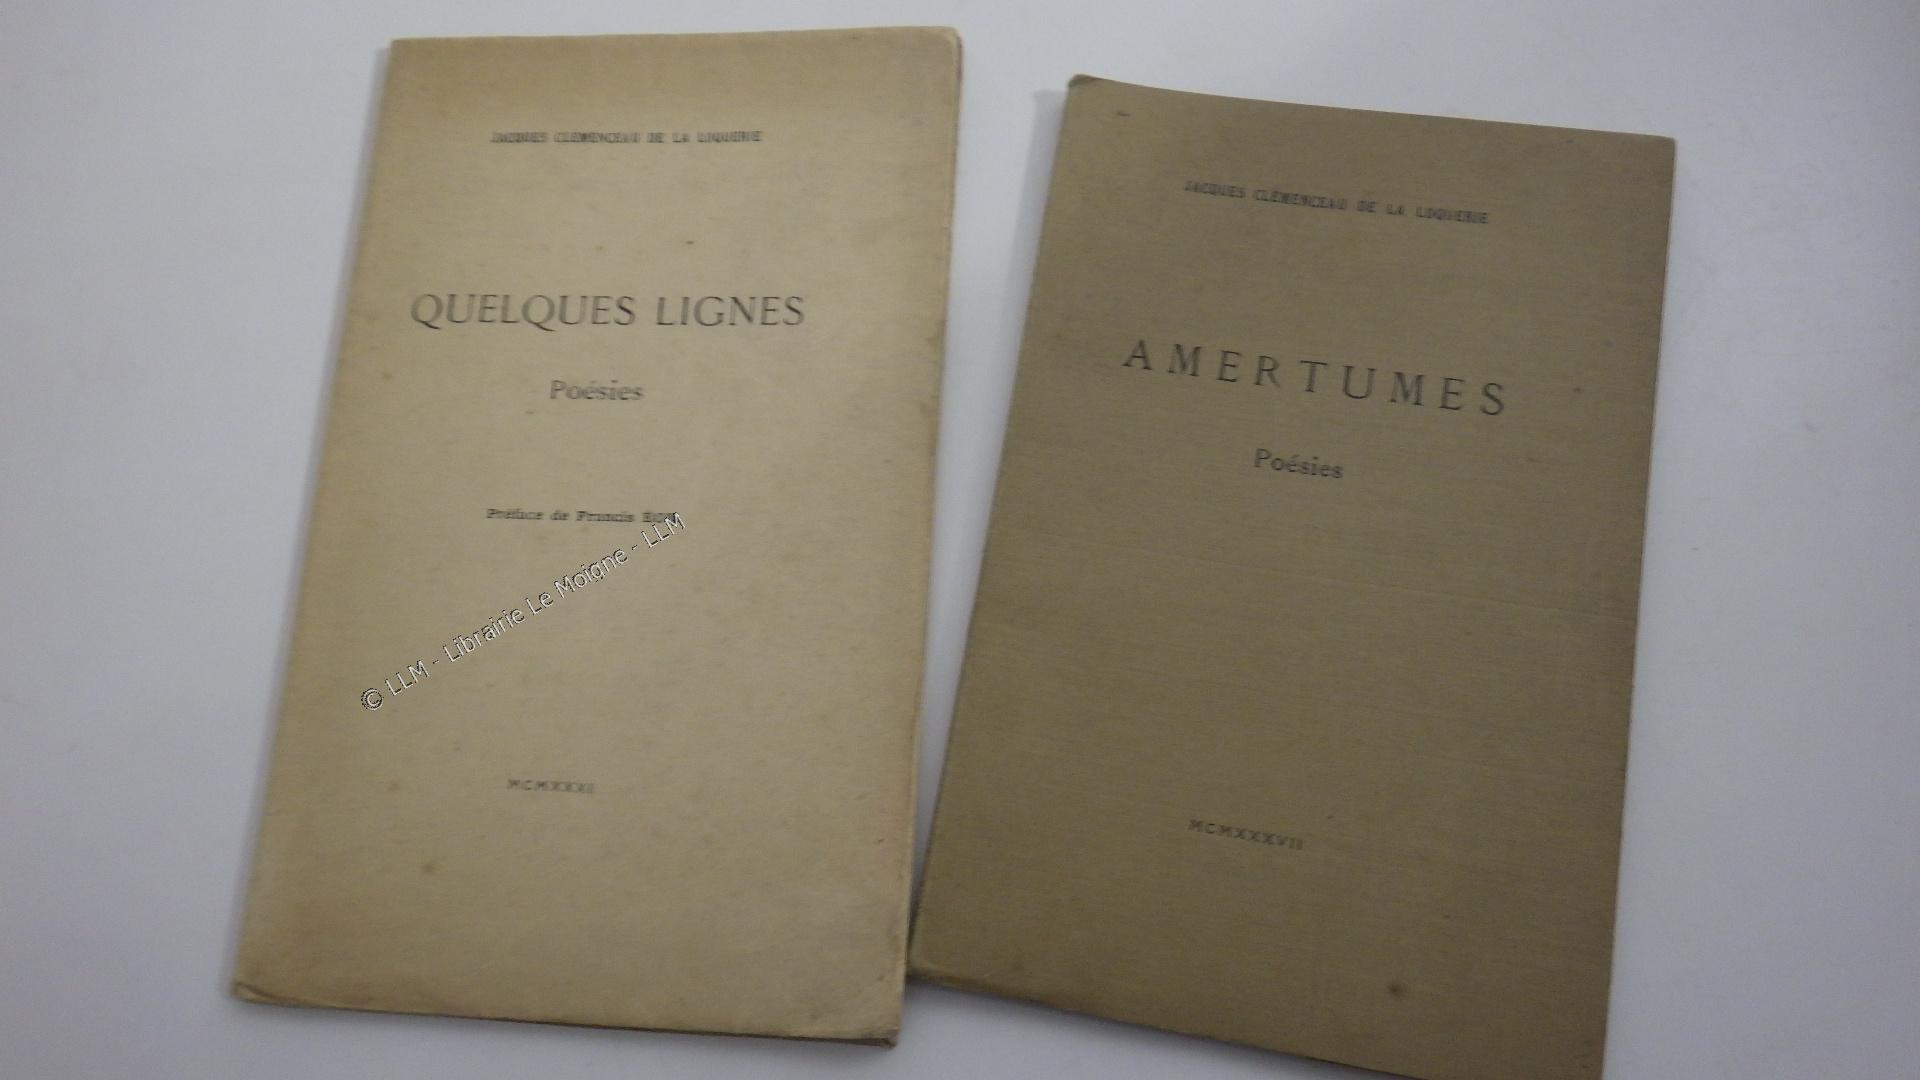 JACQUES CLÉMENCEAU DE LA LOQUERIE
QUELQUES LIGNES
Poésies
Préface de Francis
MCMXXXI
© LLM - Librairie Le Moigne - LLM
JACQUES CLÉMENCEAU DE LA LOQUERIE
AMERTUMES
Poésies
MCMXXXVII